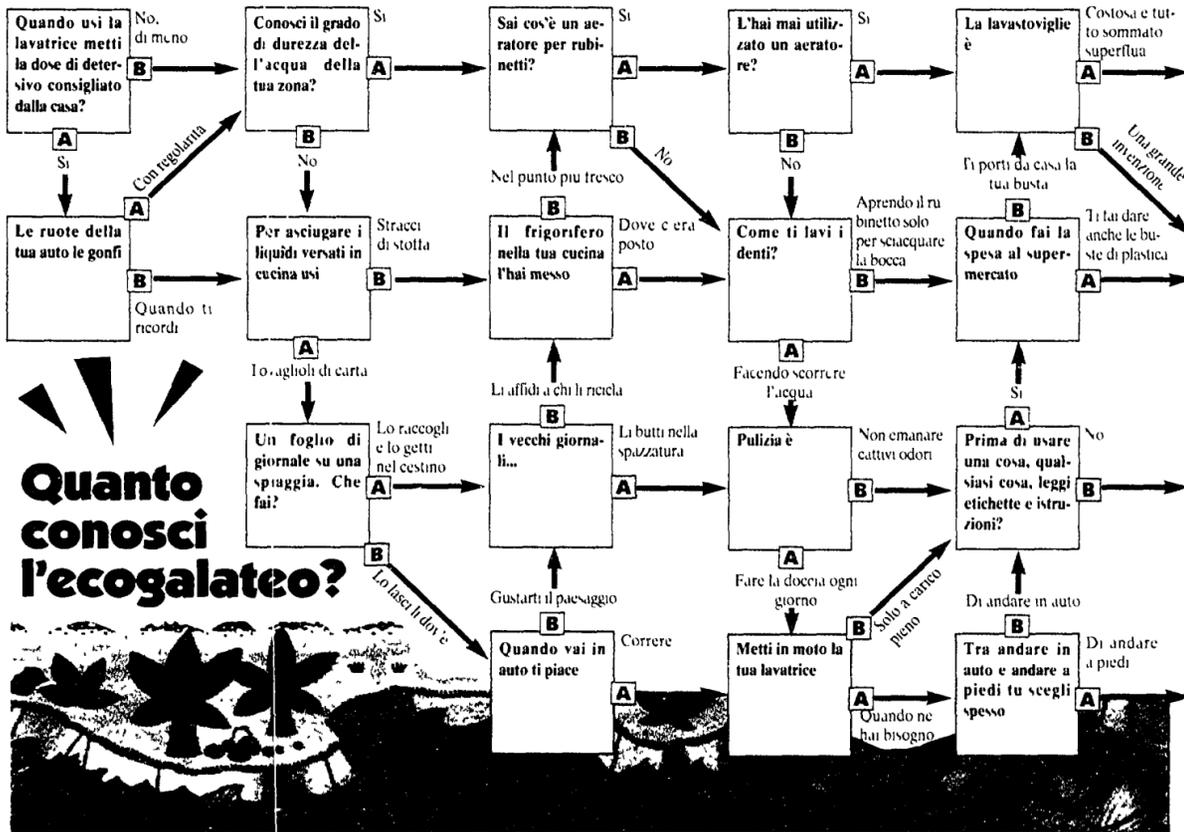 Quando usi la
lavatrice metti
la dose di deter-
sivo consigliato
dalla casa?
No,
di meno
B
A
Si
Conosci il grado
di durezza del-
l'acqua della
tua zona?
Si
A
B
No
Sai cos'è un ae-
ratore per rubi-
netti?
Si
A
B
No
L'hai mai utiliz-
zato un aerato-
re?
Si
A
B
No
La lavastoviglie
è
Costosa e tut-
to sommato
superflua
A
B
Una grande
invenzione
Le ruote della
tua auto le gonfi
A
Con regolarita
B
Quando ti
ricordi
Per asciugare i
liquidi versati in
cucina usi
Stracci
di stoffa
B
A
Tovaglioli di carta
Nel punto piu fresco
B
Il frigorifero
nella tua cucina
l'hai messo
Dove c era
posto
A
Come ti lavi i
denti?
Aprendo il ru
binetto solo
per sciacquare
la bocca
B
A
Facendo scorrere
l'acqua
Ti porti da casa la
tua busta
B
Quando fai la
spesa al super-
mercato
Ti fai dare
anche le bu-
ste di plastica
A
Un foglio di
giornale su una
spiaggia. Che
fai?
Lo raccogli
e lo getti
nel cestino
A
B
Lo lasci lì dov'è
Li affidi a chi li ricicla
B
I vecchi giorna-
li...
Li butti nella
spazzatura
A
Pulizia è
Non emanare
cattivi odori
B
A
Fare la doccia ogni
giorno
Si
A
Prima di usare
una cosa, qual-
siasi cosa, leggi
etichette e istru-
zioni?
No
B
Quanto
conosci
l'ecogalateo?
Gustarti il paesaggio
B
Quando vai in
auto ti piace
Correre
A
Metti in moto la
tua lavatrice
B
Solo a carico
pieno
A
Quando ne
hai bisogno
Di andare in auto
B
Tra andare in
auto e andare a
piedi tu scegli
spesso
Di andare
a piedi
A